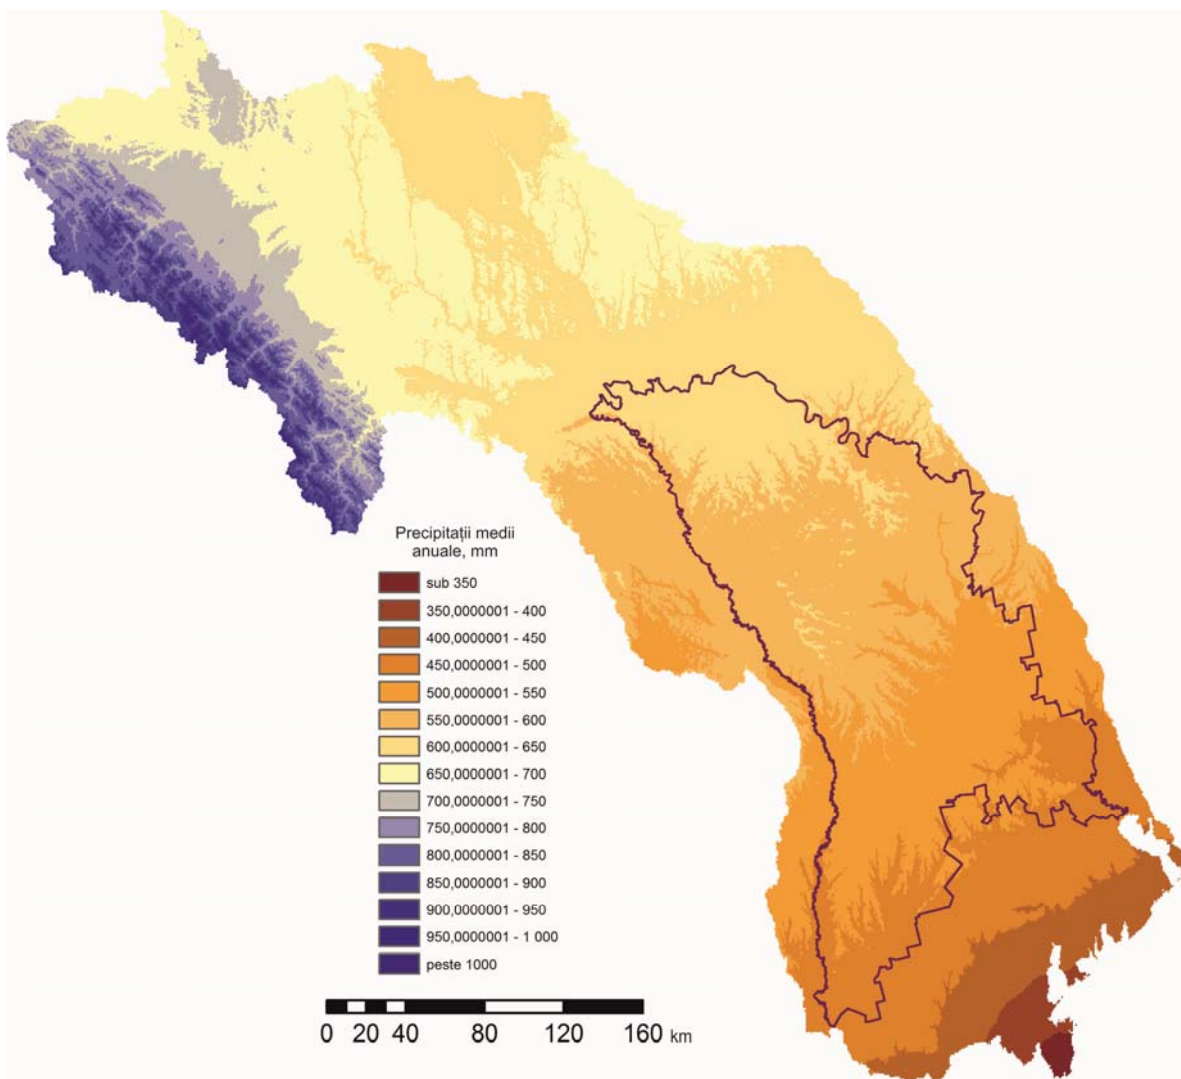 Precipitații medii
anuale, mm
sub 350
350,0000001 - 400
400,0000001 - 450
450,0000001 - 500
500,0000001 - 550
550,0000001 - 600
600,0000001 - 650
650,0000001 - 700
700,0000001 - 750
750,0000001 - 800
800,0000001 - 850
850,0000001 - 900
900,0000001 - 950
950,0000001 - 1 000
peste 1000
0 20 40 80 120 160 km